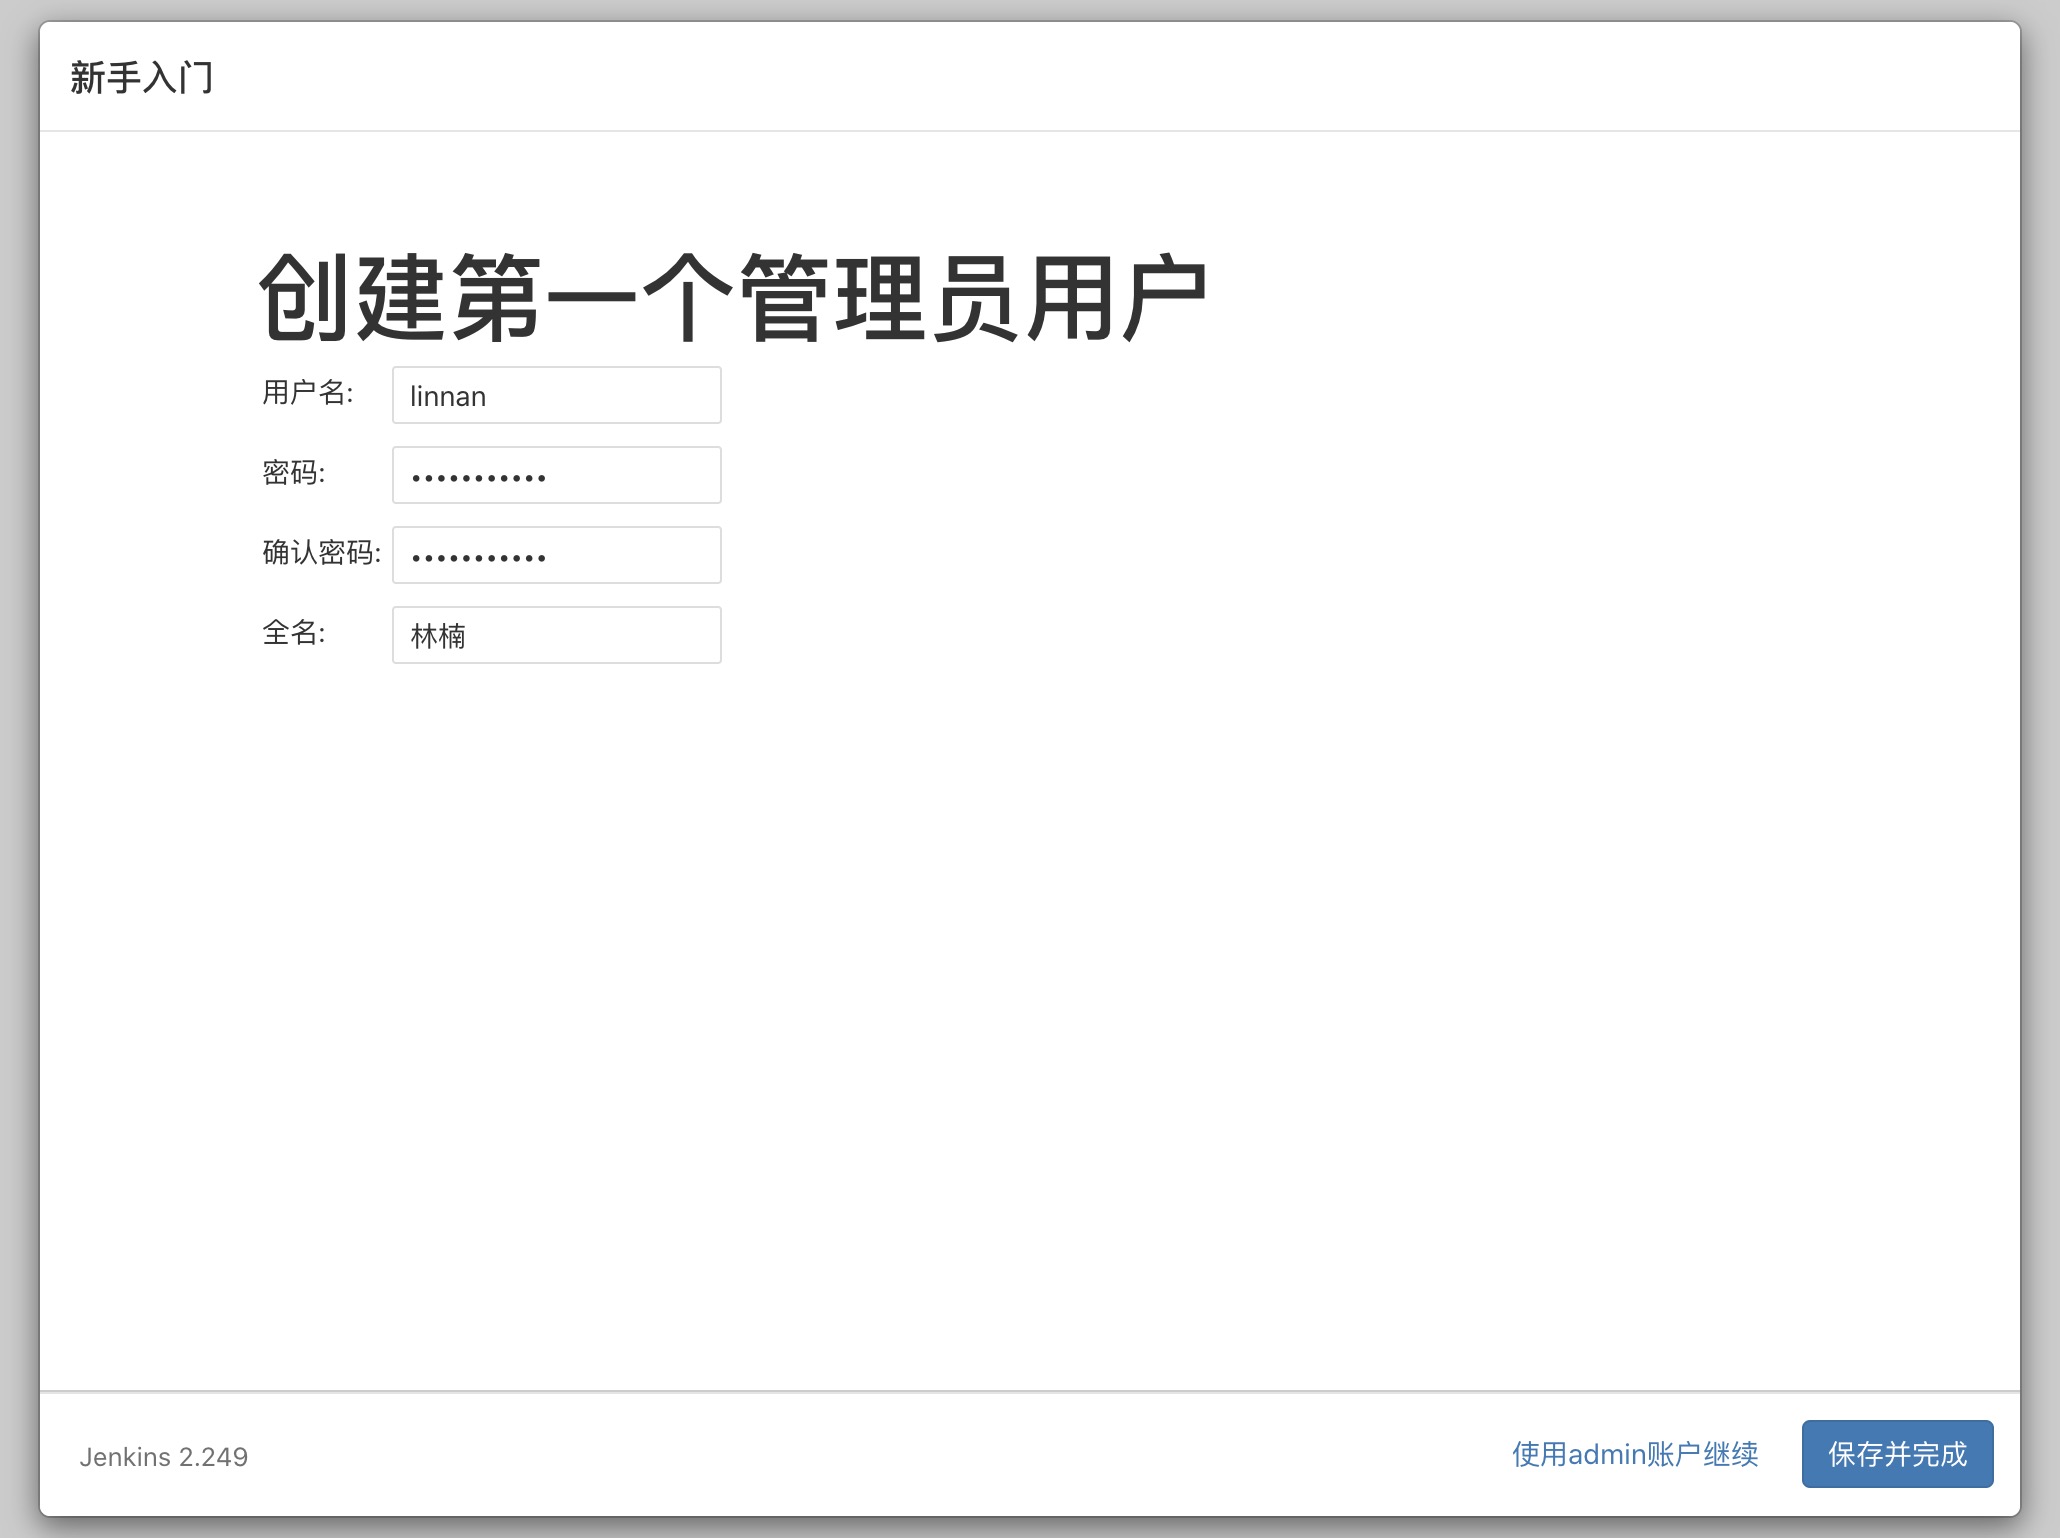 新手入门
创建第一个管理员用户
用户名: linnan
密码: •••••••••••
确认密码: •••••••••••
全名: 林楠
Jenkins 2.249 使用admin账户继续 保存并完成